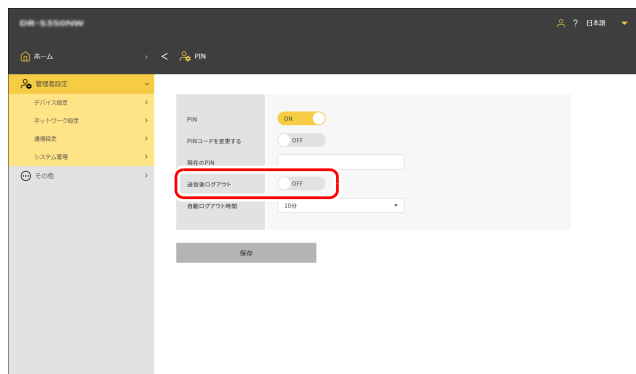 DR-S350NW
? 日本語
ホーム
PIN
管理者設定
デバイス設定
ネットワーク設定
通信設定
システム管理
その他
PIN
ON
PINコードを変更する
OFF
現在のPIN
送信後ログアウト
OFF
自動ログアウト時間
10分
保存